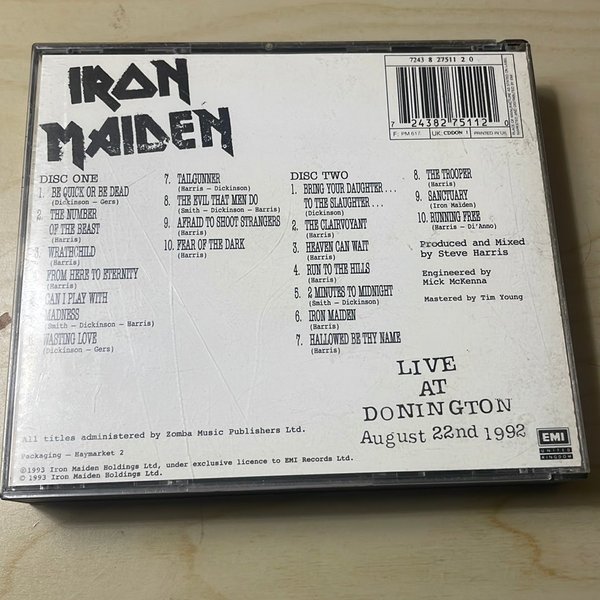 IRON
MAIDEN
7243 8 27511 2 0
7 24382 75112 0
F: PM 617
UK: CDDON 1
PRINTED IN UK.
DISC ONE
1. BE QUICK OR BE DEAD
(Dickinson - Gers)
2. THE NUMBER
OF THE BEAST
(Harris)
3. WRATHCHILD
(Harris)
FROM HERE TO ETERNITY
(Harris)
CAN I PLAY WITH
MADNESS
(Smith - Dickinson - Harris)
WASTING LOVE
(Dickinson - Gers)
7. TAILGUNNER
(Harris - Dickinson)
8. THE EVIL THAT MEN DO
(Smith - Dickinson - Harris)
9. AFRAID TO SHOOT STRANGERS
(Harris)
10. FEAR OF THE DARK
(Harris)
DISC TWO
1. BRING YOUR DAUGHTER...
TO THE SLAUGHTER...
(Dickinson)
2. THE CLAIRVOYANT
(Harris)
3. HEAVEN CAN WAIT
(Harris)
4. RUN TO THE HILLS
(Harris)
5. 2 MINUTES TO MIDNIGHT
(Smith - Dickinson)
6. IRON MAIDEN
(Harris)
7. HALLOWED BE THY NAME
(Harris)
8. THE TROOPER
(Harris)
9. SANCTUARY
(Iron Maiden)
10. RUNNING FREE
(Harris - Di'Anno)
Produced and Mixed
by Steve Harris
Engineered by
Mick McKenna
Mastered by Tim Young
LIVE
AT
DONINGTON
August 22nd 1992
All titles administered by Zomba Music Publishers Ltd.
Packaging - Haymarket 2
℗1993 Iron Maiden Holdings Ltd, under exclusive licence to EMI Records Ltd.
© 1993 Iron Maiden Holdings Ltd.
EMI
UNITED
KINGDOM